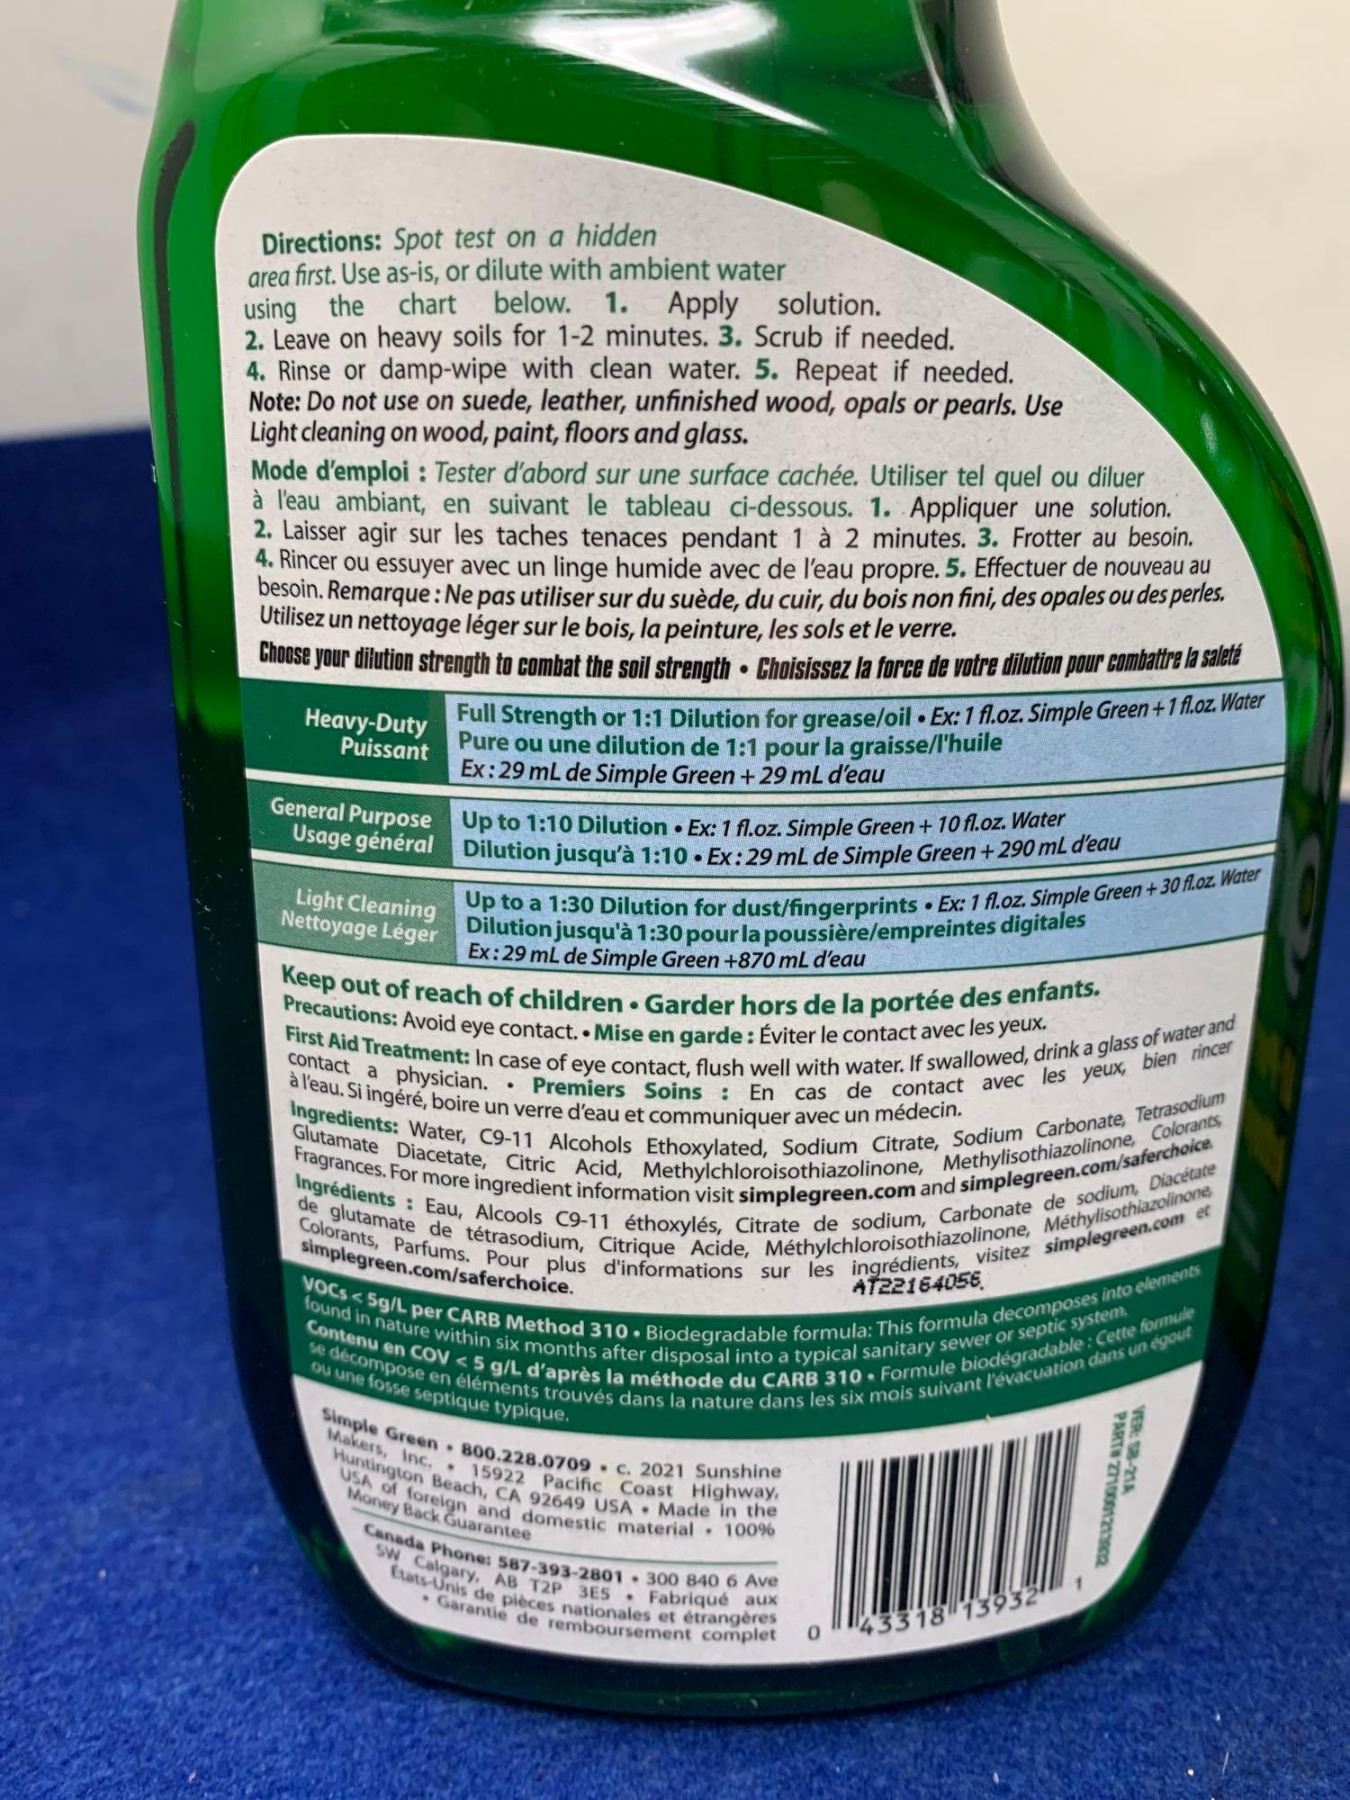 Directions: Spot test on a hidden
area first. Use as-is, or dilute with ambient water
using the chart below. 1. Apply solution.
2. Leave on heavy soils for 1-2 minutes. 3. Scrub if needed.
4. Rinse or damp-wipe with clean water. 5. Repeat if needed.
Note: Do not use on suede, leather, unfinished wood, opals or pearls. Use
Light cleaning on wood, paint, floors and glass.
Mode d'emploi : Tester d'abord sur une surface cachée. Utiliser tel quel ou diluer
à l'eau ambiant, en suivant le tableau ci-dessous. 1. Appliquer une solution.
2. Laisser agir sur les taches tenaces pendant 1 à 2 minutes. 3. Frotter au besoin.
4. Rincer ou essuyer avec un linge humide avec de l'eau propre. 5. Effectuer de nouveau au
besoin. Remarque : Ne pas utiliser sur du suède, du cuir, du bois non fini, des opales ou des perles.
Utilisez un nettoyage léger sur le bois, la peinture, les sols et le verre.
Choose your dilution strength to combat the soil strength • Choisissez la force de votre dilution pour combattre la saleté
Heavy-Duty
Puissant
Full Strength or 1:1 Dilution for grease/oil • Ex: 1 fl.oz. Simple Green + 1 fl.oz. Water
Pure ou une dilution de 1:1 pour la graisse/l'huile
Ex : 29 mL de Simple Green + 29 mL d'eau
General Purpose
Usage général
Up to 1:10 Dilution • Ex: 1 fl.oz. Simple Green + 10 fl.oz. Water
Dilution jusqu'à 1:10 • Ex : 29 mL de Simple Green + 290 mL d'eau
Light Cleaning
Nettoyage Léger
Up to a 1:30 Dilution for dust/fingerprints • Ex: 1 fl.oz. Simple Green + 30 fl.oz. Water
Dilution jusqu'à 1:30 pour la poussière/empreintes digitales
Ex : 29 mL de Simple Green +870 mL d'eau
Keep out of reach of children • Garder hors de la portée des enfants.
Precautions: Avoid eye contact. • Mise en garde : Éviter le contact avec les yeux.
First Aid Treatment: In case of eye contact, flush well with water. If swallowed, drink a glass of water and
contact a physician. • Premiers Soins : En cas de contact avec les yeux, bien rincer
à l'eau. Si ingéré, boire un verre d'eau et communiquer avec un médecin.
Ingredients: Water, C9-11 Alcohols Ethoxylated, Sodium Citrate, Sodium Carbonate, Tetrasodium
Glutamate Diacetate, Citric Acid, Methylchloroisothiazolinone, Methylisothiazolinone, Colorants,
Fragrances. For more ingredient information visit simplegreen.com and simplegreen.com/saferchoice.
Ingrédients : Eau, Alcools C9-11 éthoxylés, Citrate de sodium, Carbonate de sodium, Diacétate
de glutamate de tétrasodium, Citrique Acide, Méthylchloroisothiazolinone, Méthylisothiazolinone,
Colorants, Parfums. Pour plus d'informations sur les ingrédients, visitez simplegreen.com et
simplegreen.com/saferchoice.
AT22164056
VOCs < 5g/L per CARB Method 310 • Biodegradable formula: This formula decomposes into elements
found in nature within six months after disposal into a typical sanitary sewer or septic system.
Contenu en COV < 5 g/L d'après la méthode du CARB 310 • Formule biodégradable : Cette formule
se décompose en éléments trouvés dans la nature dans les six mois suivant l'évacuation dans un égout
ou une fosse septique typique.
Simple Green • 800.228.0709 • c. 2021 Sunshine
Makers, Inc. • 15922 Pacific Coast Highway,
Huntington Beach, CA 92649 USA • Made in the
USA of foreign and domestic material • 100%
Money Back Guarantee
Canada Phone: 587-393-2801 • 300 840 6 Ave
SW Calgary, AB T2P 3E5 • Fabriqué aux
États-Unis de pièces nationales et étrangères
• Garantie de remboursement complet
0 43318 13932 1
VER: SB-21A